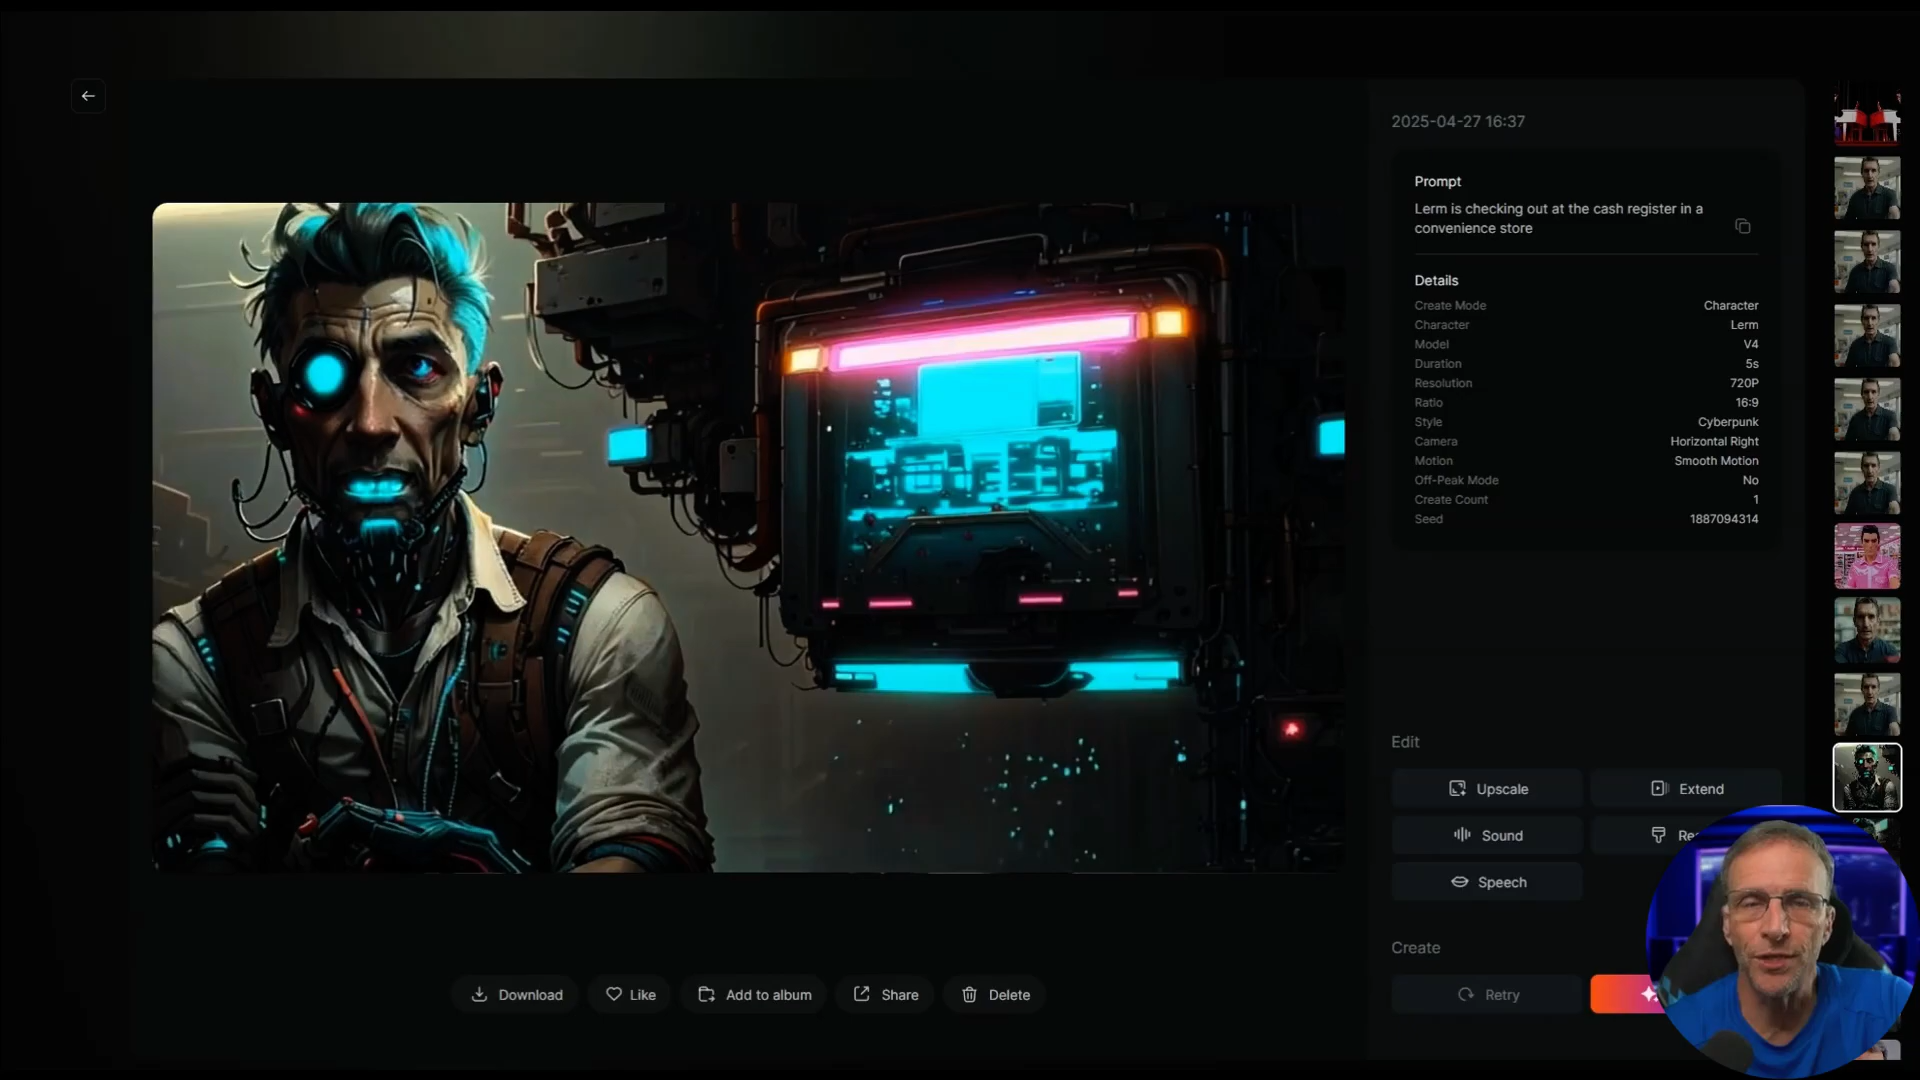 2025-04-27 16:37
Prompt
Lerm is checking out at the cash register in a
convenience store
Details
Create Mode Character
Character Lerm
Model V4
Duration 5s
Resolution 720P
Ratio 16:9
Style Cyberpunk
Camera Horizontal Right
Motion Smooth Motion
Off-Peak Mode No
Create Count 1
Seed 1887094314
Edit
Upscale Extend
Sound
Speech
Create
Download Like Add to album Share Delete
Retry